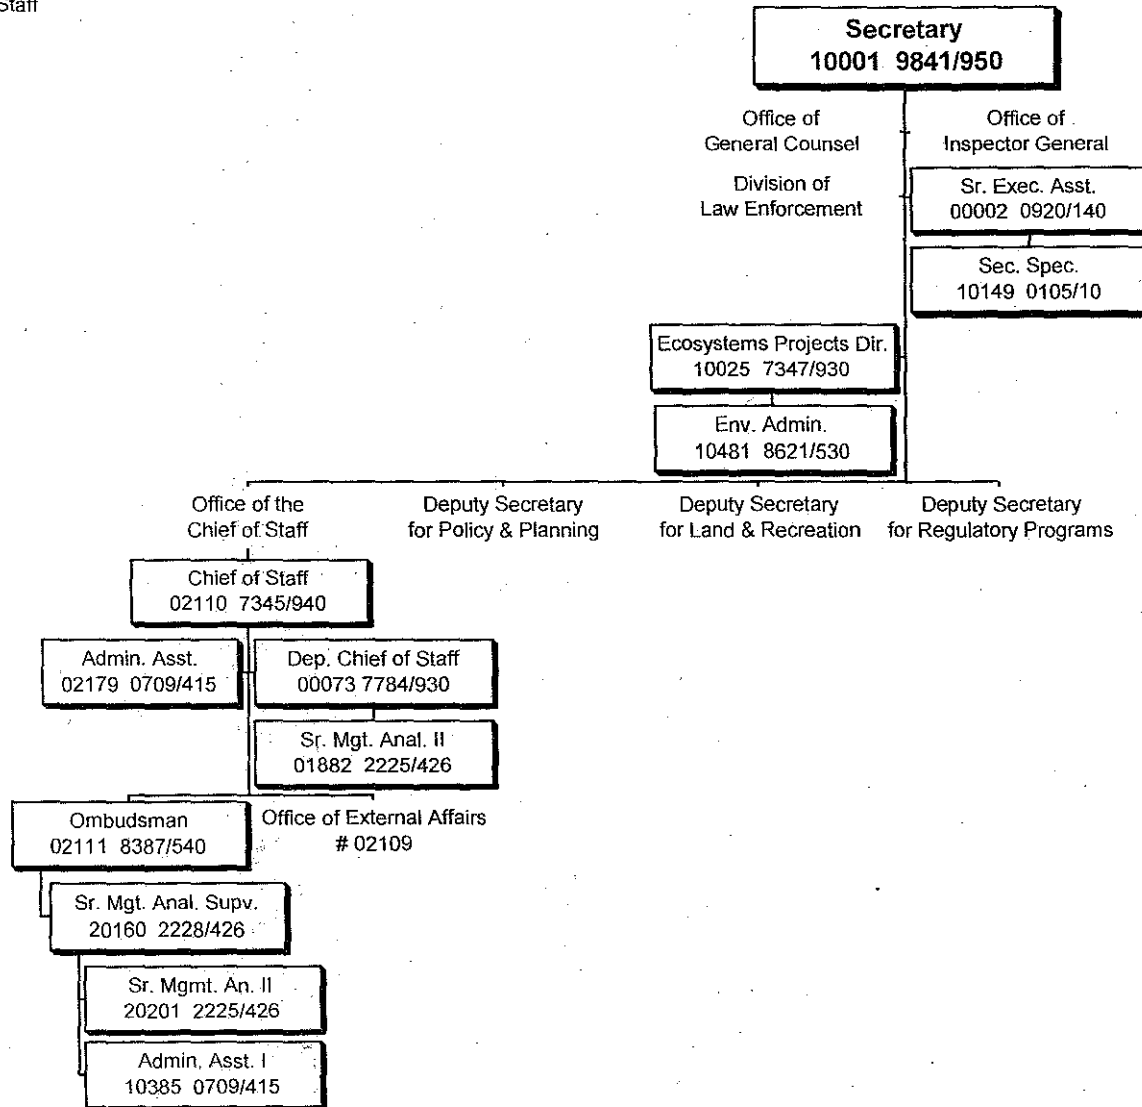 Staff
Secretary
10001 9841/950
Office of
General Counsel
Office of
Inspector General
Division of
Law Enforcement
Sr. Exec. Asst.
00002 0920/140
Sec. Spec.
10149 0105/10
Ecosystems Projects Dir.
10025 7347/930
Env. Admin.
10481 8621/530
Office of the
Chief of Staff
Deputy Secretary
for Policy & Planning
Deputy Secretary
for Land & Recreation
Deputy Secretary
for Regulatory Programs
Chief of Staff
02110 7345/940
Admin. Asst.
02179 0709/415
Dep. Chief of Staff
00073 7784/930
Sr. Mgt. Anal. II
01882 2225/426
Ombudsman
02111 8387/540
Office of External Affairs
# 02109
Sr. Mgt. Anal. Supv.
20160 2228/426
Sr. Mgmt. An. II
20201 2225/426
Admin, Asst. I
10385 0709/415